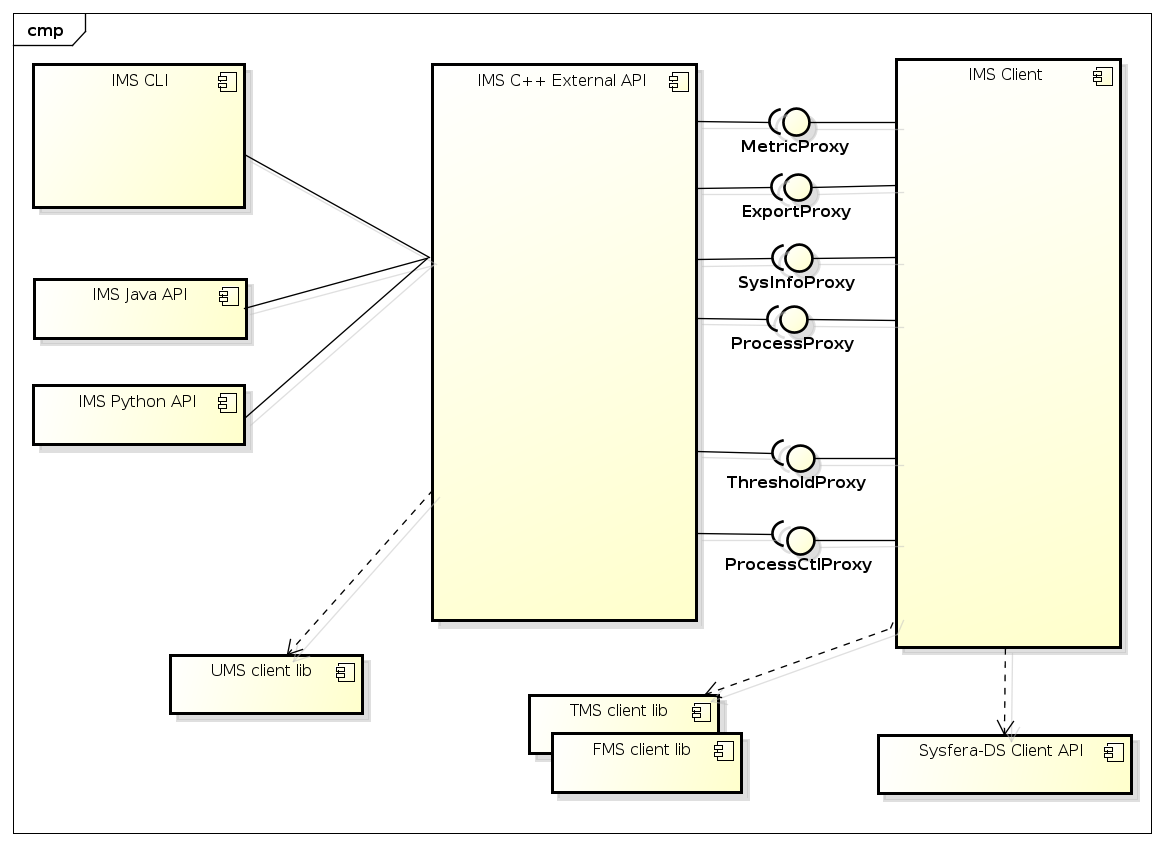 cmp
IMS CLI
IMS C++ External API
IMS Client
MetricProxy
ExportProxy
SysInfoProxy
IMS Java API
ProcessProxy
IMS Python API
ThresholdProxy
ProcessCtlProxy
UMS client lib
TMS client lib
FMS client lib
Sysfera-DS Client API